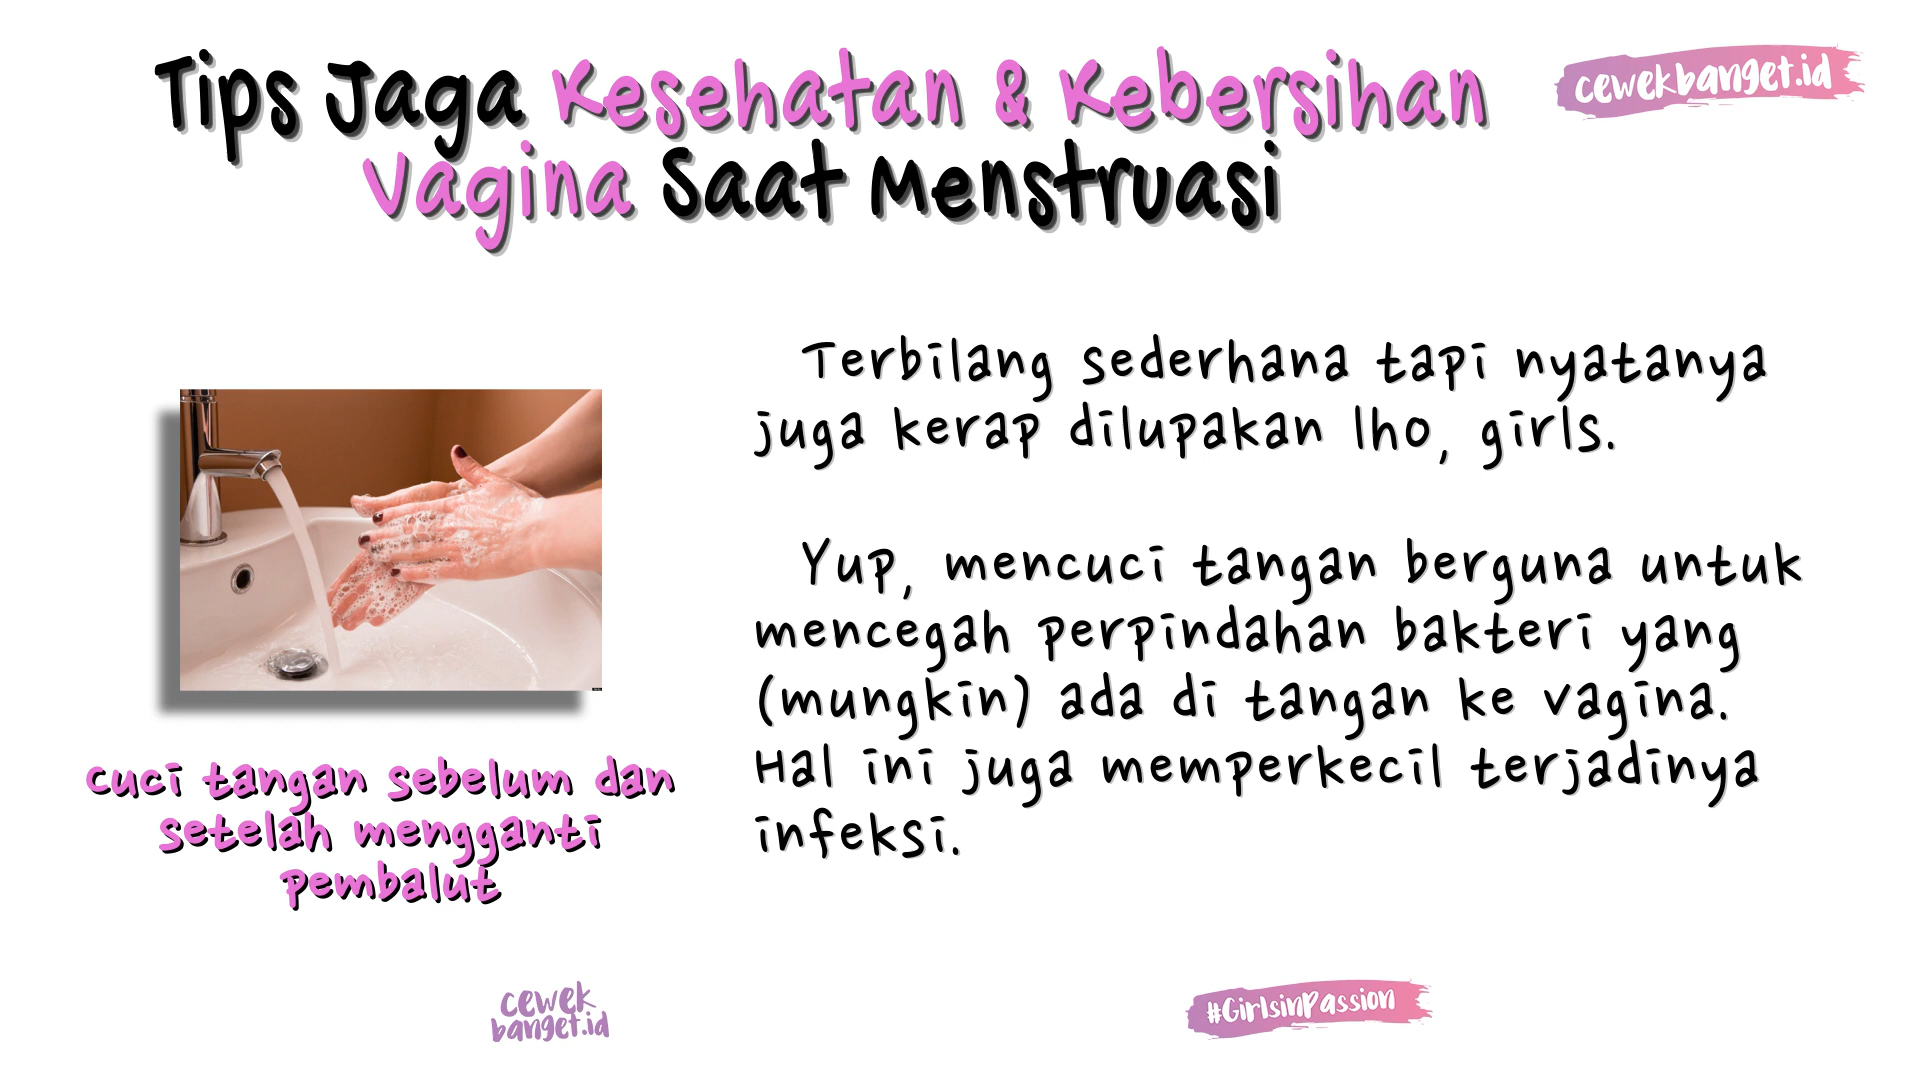 Tips Jaga Kesehatan & Kebersihan
Vagina Saat Menstruasi
cewekbanget.id
Terbilang sederhana tapi nyatanya
juga kerap dilupakan lho, girls.
Yup, mencuci tangan berguna untuk
mencegah perpindahan bakteri yang
(mungkin) ada di tangan ke vagina.
Hal ini juga memperkecil terjadinya
infeksi.
cuci tangan sebelum dan
setelah mengganti
pembalut
cewek
banget.id
#GirlsinPassion